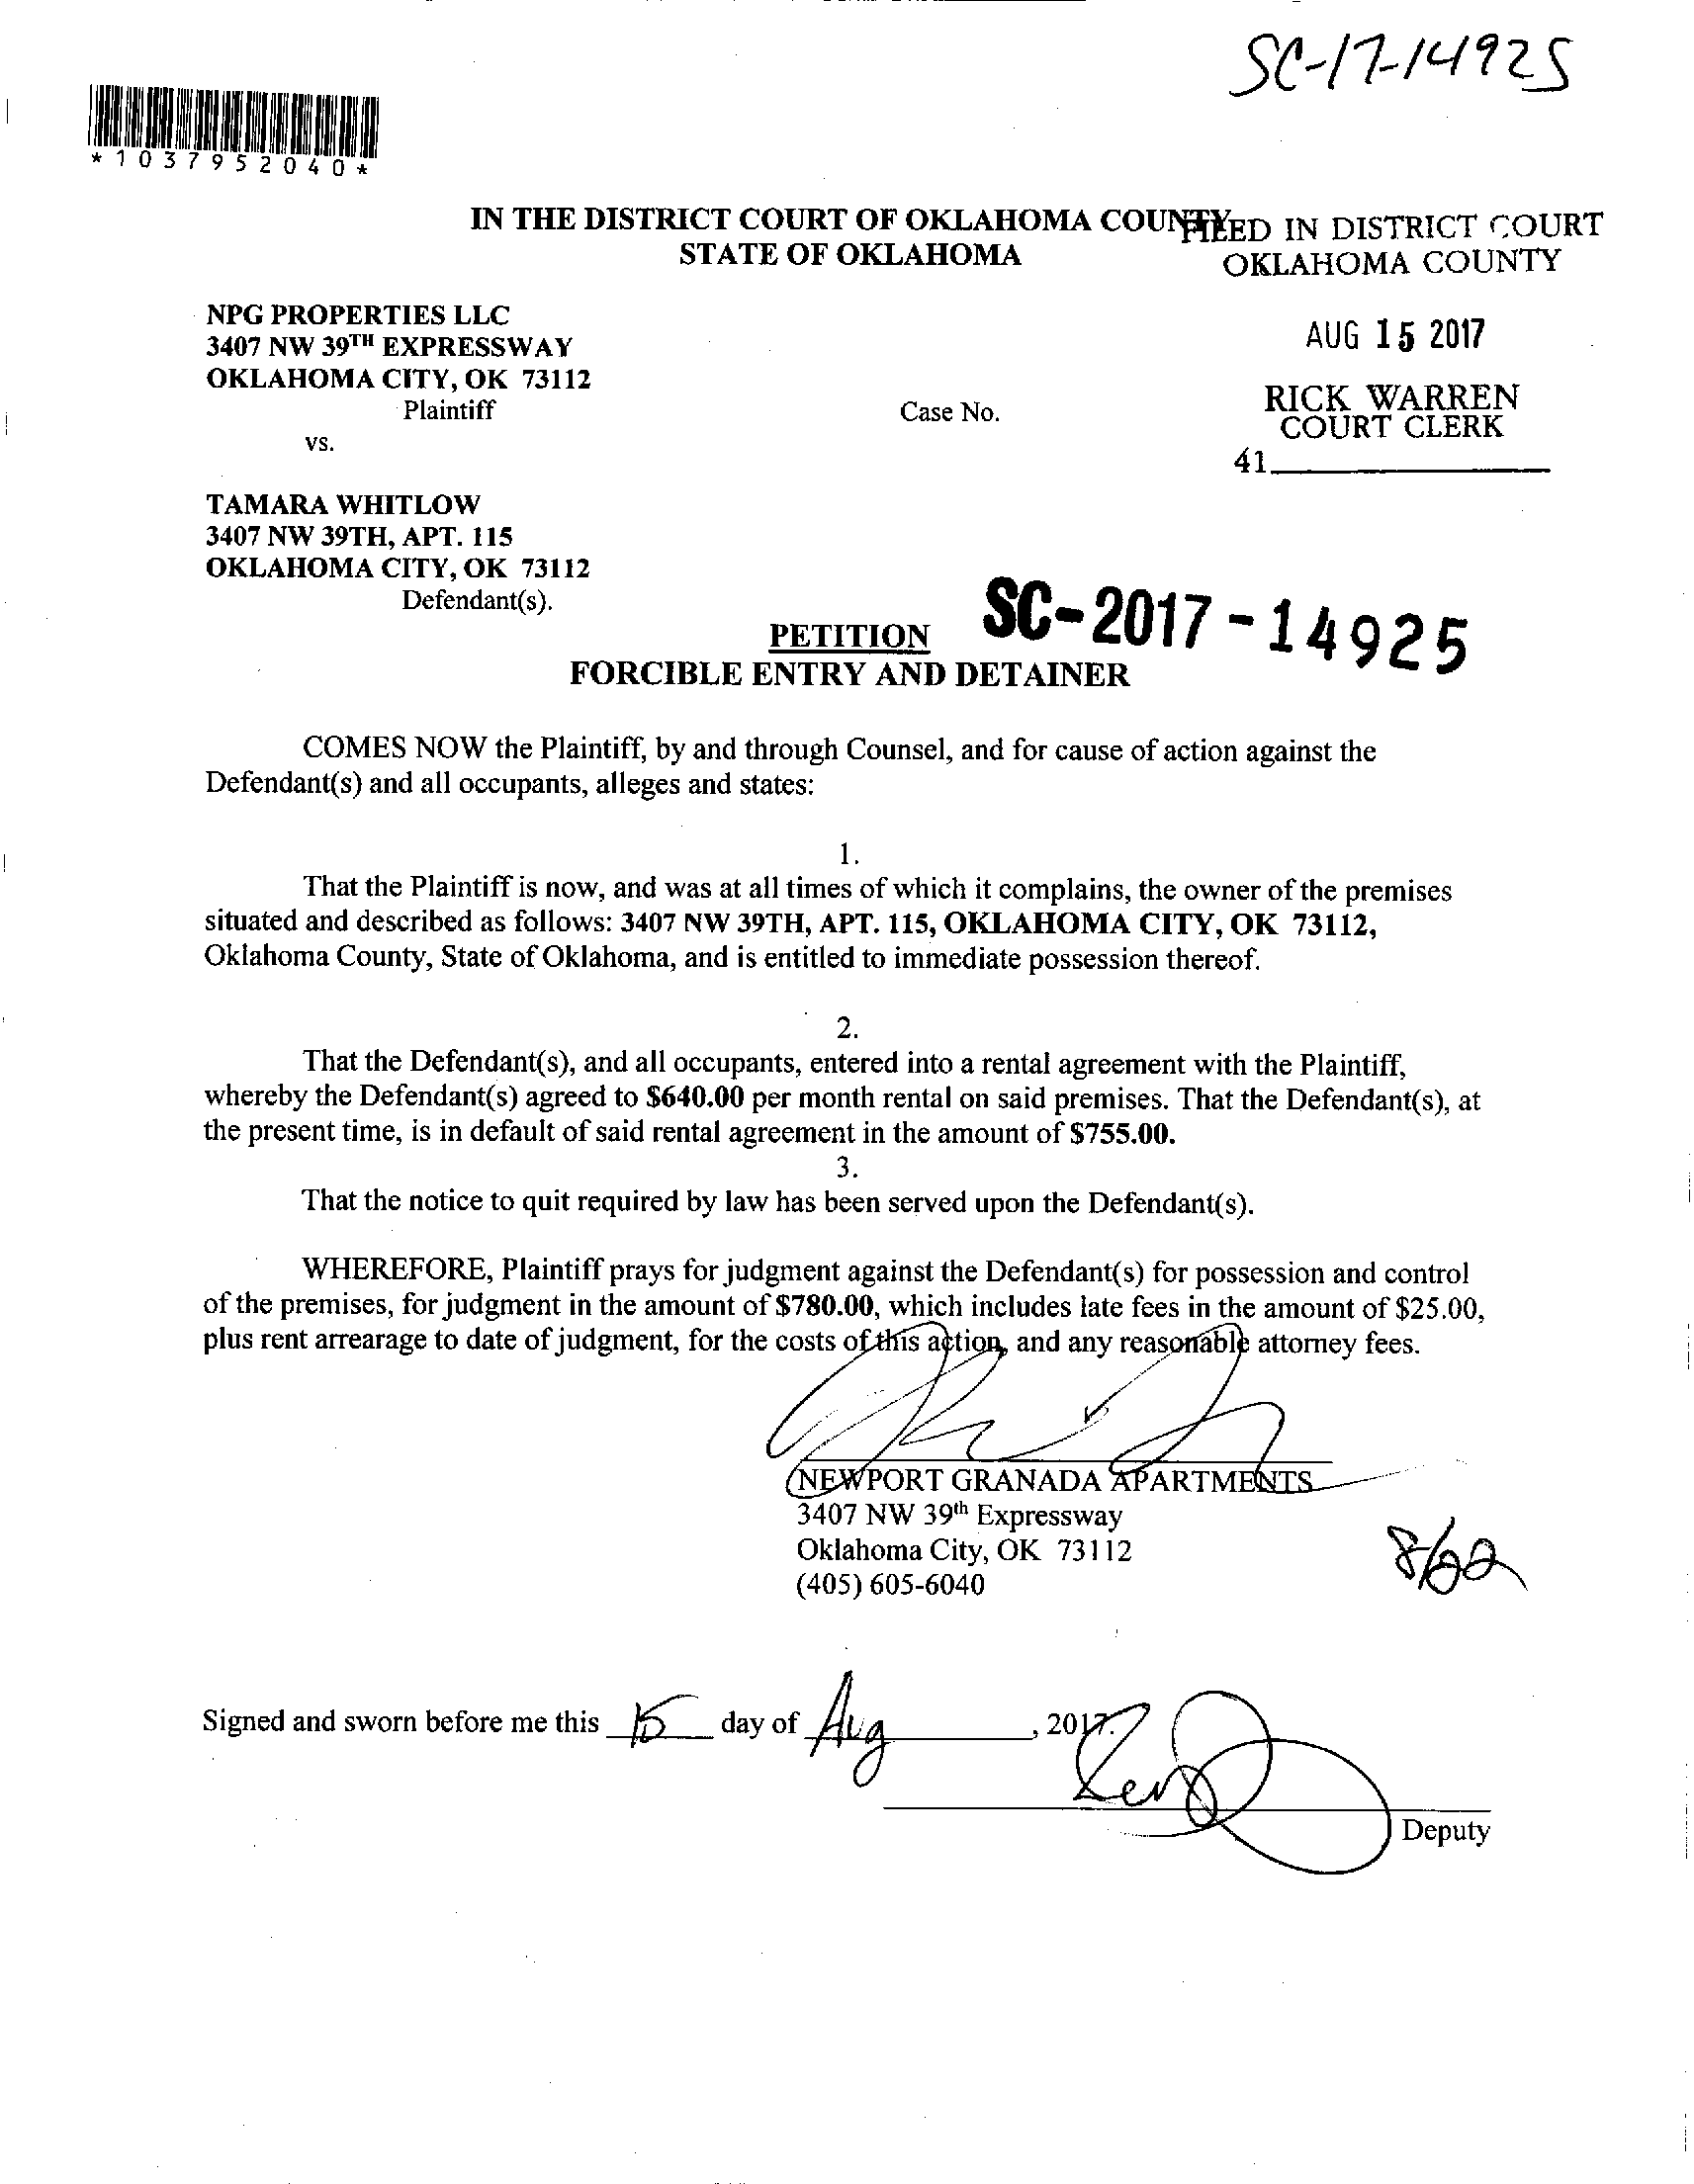 SC-17-14925
*1037952040*
IN THE DISTRICT COURT OF OKLAHOMA COUNTY
STATE OF OKLAHOMA
FILED IN DISTRICT COURT
OKLAHOMA COUNTY
AUG 15 2017
RICK WARREN
COURT CLERK
41
NPG PROPERTIES LLC
3407 NW 39TH EXPRESSWAY
OKLAHOMA CITY, OK 73112
Plaintiff
Case No.
vs.
TAMARA WHITLOW
3407 NW 39TH, APT. 115
OKLAHOMA CITY, OK 73112
Defendant(s).
SC-2017-14925
PETITION
FORCIBLE ENTRY AND DETAINER
COMES NOW the Plaintiff, by and through Counsel, and for cause of action against the
Defendant(s) and all occupants, alleges and states:
1.
That the Plaintiff is now, and was at all times of which it complains, the owner of the premises
situated and described as follows: 3407 NW 39TH, APT. 115, OKLAHOMA CITY, OK 73112,
Oklahoma County, State of Oklahoma, and is entitled to immediate possession thereof.
2.
That the Defendant(s), and all occupants, entered into a rental agreement with the Plaintiff,
whereby the Defendant(s) agreed to $640.00 per month rental on said premises. That the Defendant(s), at
the present time, is in default of said rental agreement in the amount of $755.00.
3.
That the notice to quit required by law has been served upon the Defendant(s).
WHEREFORE, Plaintiff prays for judgment against the Defendant(s) for possession and control
of the premises, for judgment in the amount of $780.00, which includes late fees in the amount of $25.00,
plus rent arrearage to date of judgment, for the costs of this action, and any reasonable attorney fees.
NEWPORT GRANADA APARTMENTS
3407 NW 39th Expressway
Oklahoma City, OK 73112
(405) 605-6040
8/22
Signed and sworn before me this 15 day of Aug, 2017.
Deputy